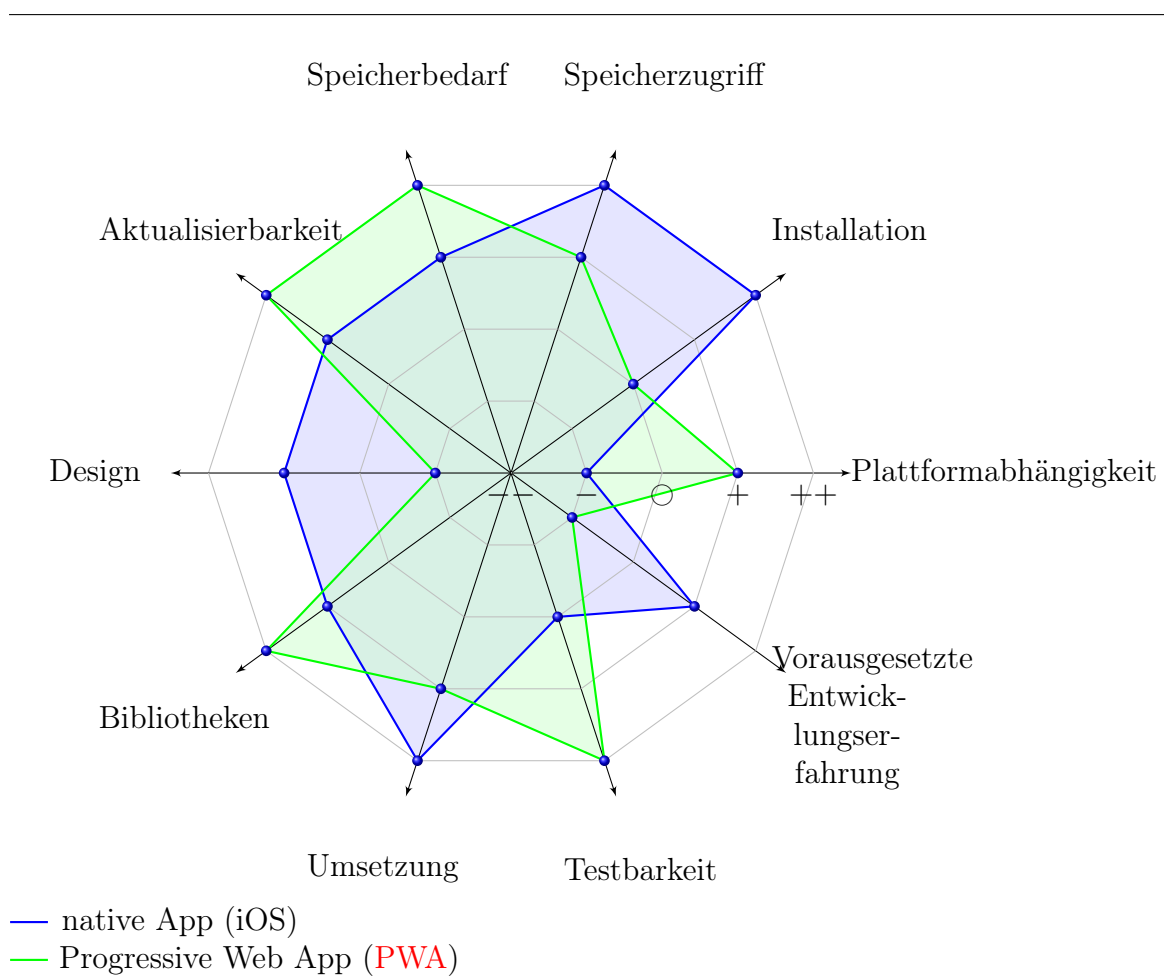 Speicherbedarf Speicherzugriff
Aktualisierbarkeit Installation
Design Plattformabhängigkeit
−− − ○ + ++
Vorausgesetzte
Entwick-
lungser-
fahrung
Bibliotheken
Umsetzung Testbarkeit
native App (iOS)
Progressive Web App (PWA)